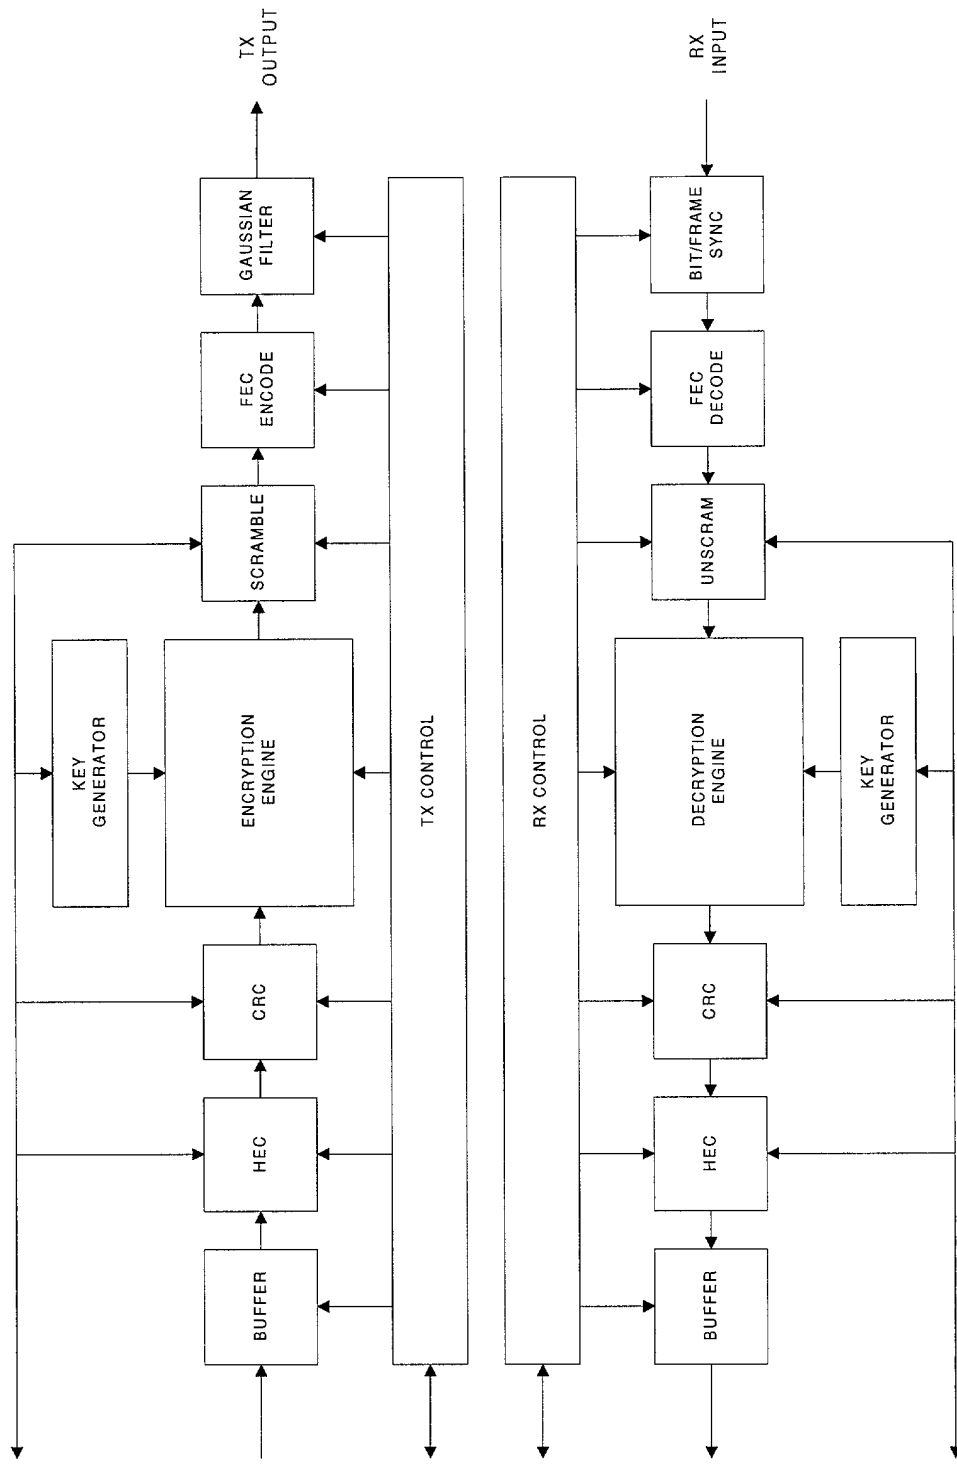 TX
OUTPUT
GAUSSIAN
FILTER
FEC
ENCODE
SCRAMBLE
KEY
GENERATOR
ENCRYPTION
ENGINE
CRC
HEC
BUFFER
TX CONTROL
RX CONTROL
RX
INPUT
BIT/FRAME
SYNC
FEC
DECODE
UNSCRAM
DECRYPTION
ENGINE
KEY
GENERATOR
CRC
HEC
BUFFER